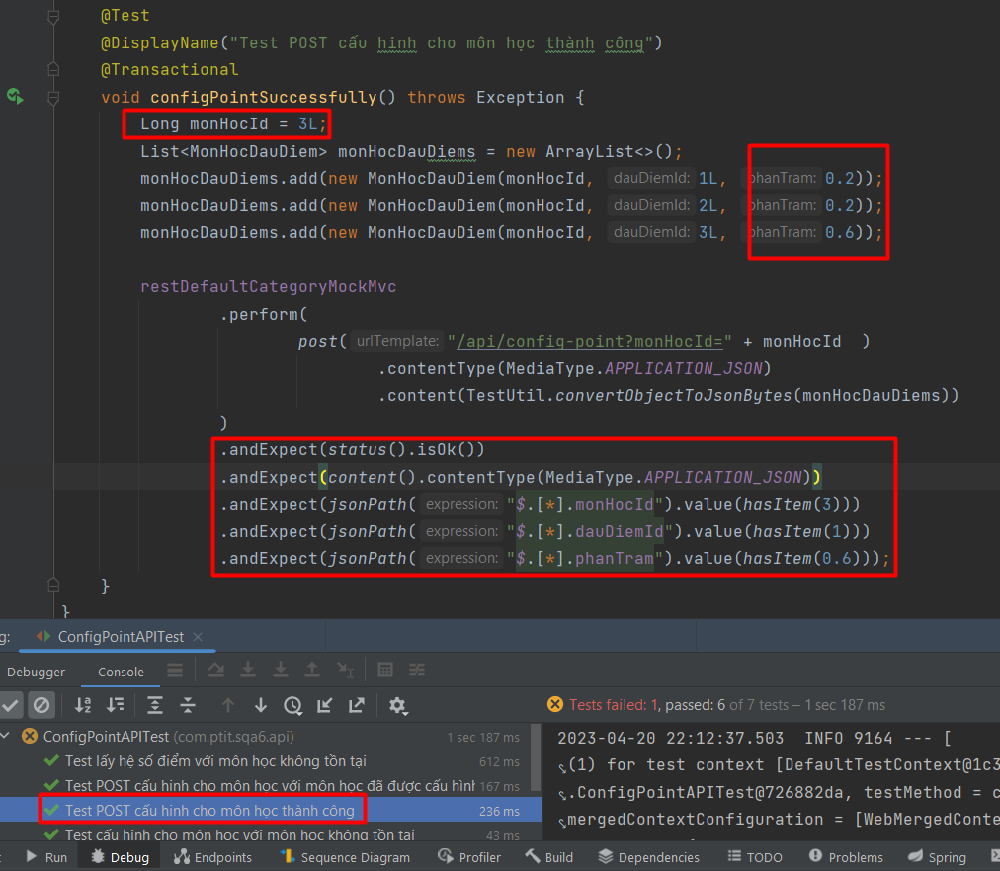 @Test
@DisplayName("Test POST cấu hinh cho môn học thành công")
@Transactional
void configPointSuccessfully() throws Exception {
Long monHocId = 3L;
List<MonHocDauDiem> monHocDauDiems = new ArrayList<>();
monHocDauDiems.add(new MonHocDauDiem(monHocId, dauDiemId: 1L, phanTram: 0.2));
monHocDauDiems.add(new MonHocDauDiem(monHocId, dauDiemId: 2L, phanTram: 0.2));
monHocDauDiems.add(new MonHocDauDiem(monHocId, dauDiemId: 3L, phanTram: 0.6));
restDefaultCategoryMockMvc
.perform(
post( urlTemplate: "/api/config-point?monHocId=" + monHocId )
.contentType(MediaType.APPLICATION_JSON)
.content(TestUtil.convertObjectToJsonBytes(monHocDauDiems))
)
.andExpect(status().isOk())
.andExpect(content().contentType(MediaType.APPLICATION_JSON))
.andExpect(jsonPath( expression: "$.[*].monHocId").value(hasItem(3)))
.andExpect(jsonPath( expression: "$.[*].dauDiemId").value(hasItem(1)))
.andExpect(jsonPath( expression: "$.[*].phanTram").value(hasItem(0.6)));
}
}
g: ConfigPointAPITest ×
Debugger Console
Tests failed: 1, passed: 6 of 7 tests – 1 sec 187 ms
ConfigPointAPITest (com.ptit.sqa6.api) 1 sec 187 ms
Test lấy hệ số điểm với môn học không tồn tại 612 ms
Test POST cấu hinh cho môn học với môn học đã được cấu hình 167 ms
Test POST cấu hinh cho môn học thành công 236 ms
Test cấu hinh cho môn học với môn học không tồn tại 43 ms
2023-04-20 22:12:37.503 INFO 9164 --- [
(1) for test context [DefaultTestContext@1c3
.ConfigPointAPITest@726882da, testMethod = c
mergedContextConfiguration = [WebMergedConte
Run Debug Endpoints Sequence Diagram Profiler Build Dependencies TODO Problems Spring